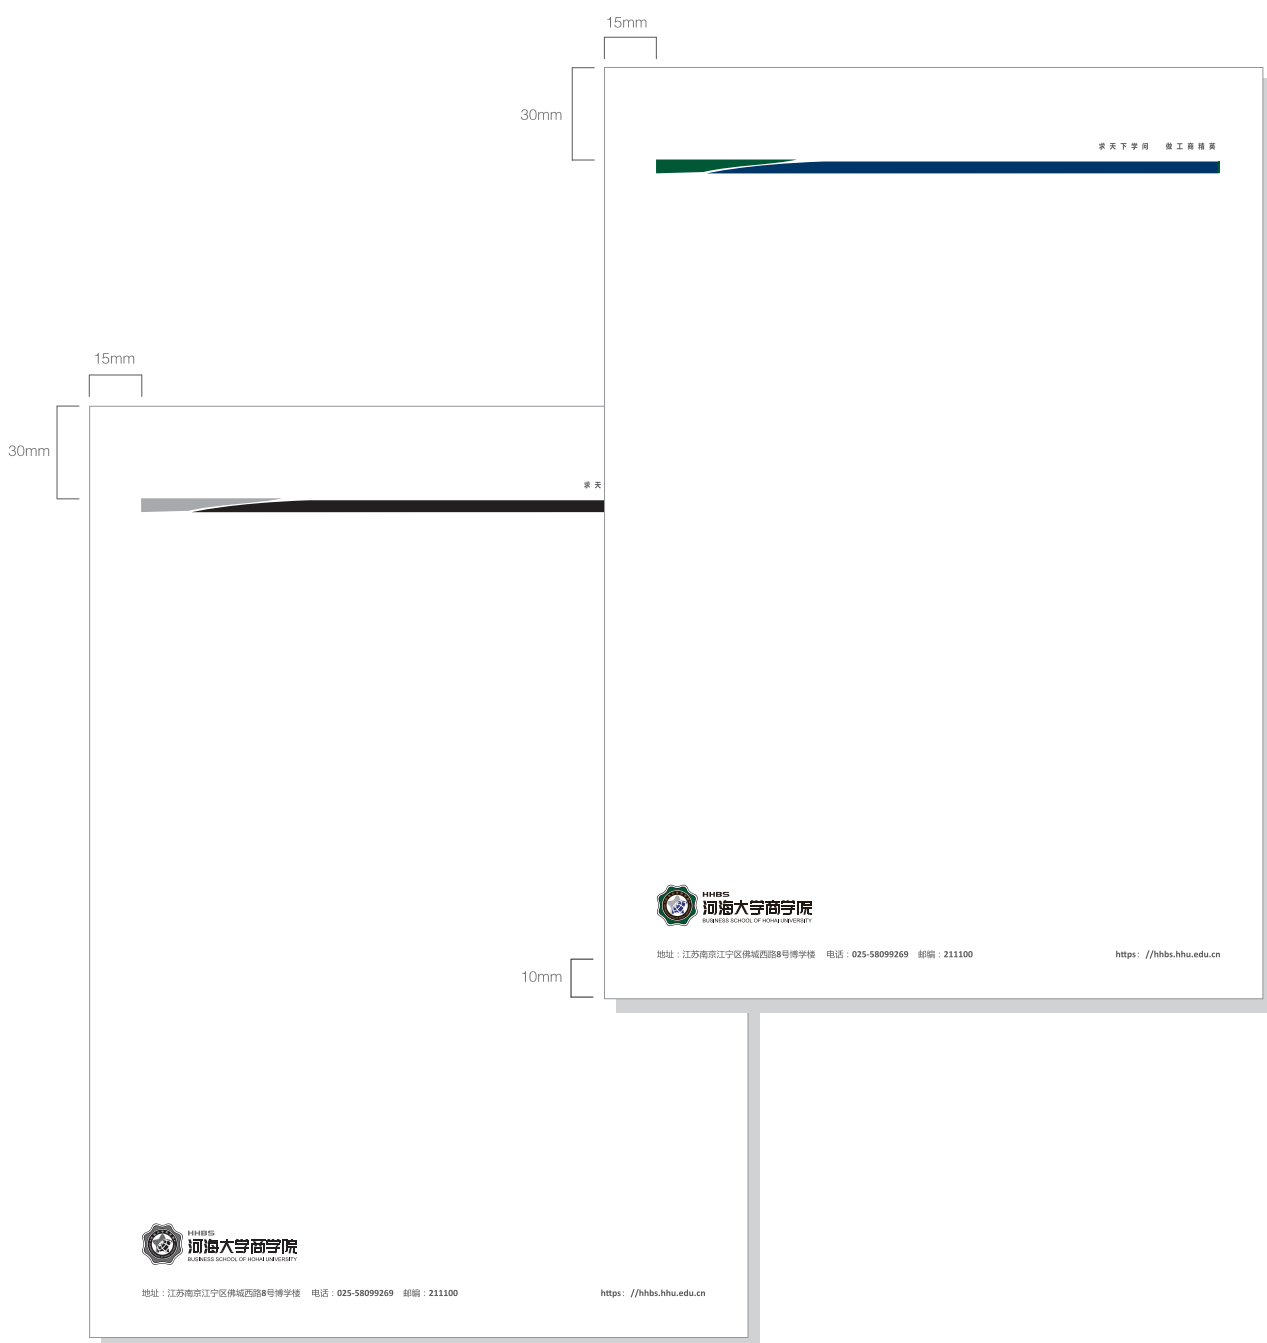 15mm
30mm
求天下学问 做工商精英
15mm
30mm
求天
HHBS
河海大学商学院
BUSINESS SCHOOL OF HOHAI UNIVERSITY
地址：江苏南京江宁区佛城西路8号博学楼 电话：025-58099269 邮编：211100 https：//hhbs.hhu.edu.cn
10mm
HHBS
河海大学商学院
BUSINESS SCHOOL OF HOHAI UNIVERSITY
地址：江苏南京江宁区佛城西路8号博学楼 电话：025-58099269 邮编：211100 https：//hhbs.hhu.edu.cn